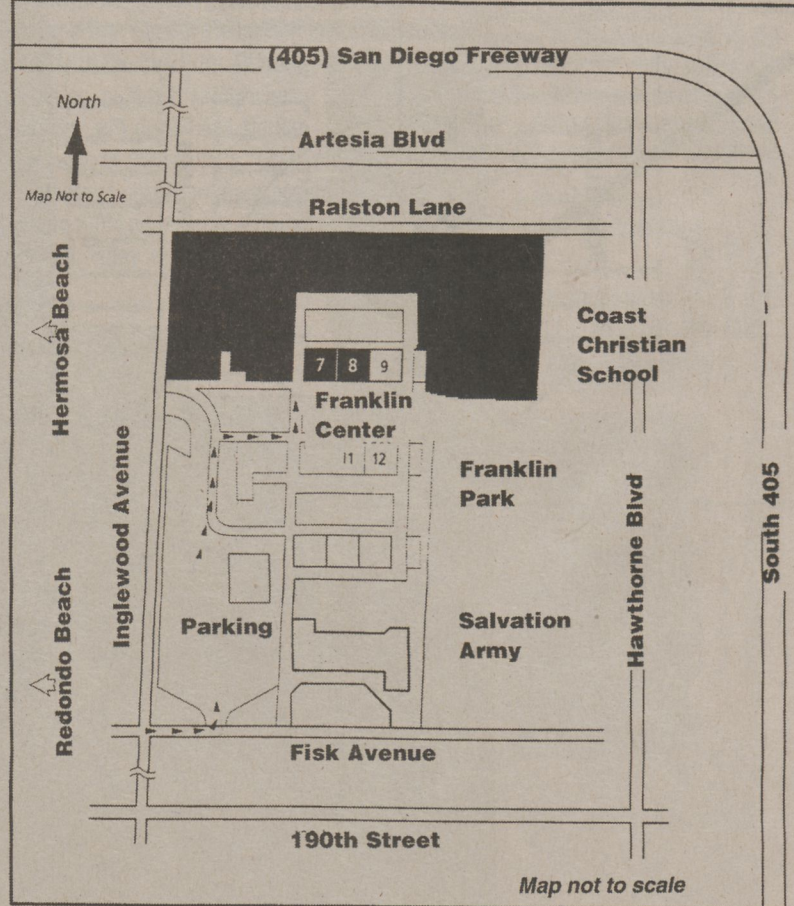 (405) San Diego Freeway
North
Artesia Blvd
Map Not to Scale
Ralston Lane
Hermosa Beach
Coast
Christian
School
7 8 9
Franklin
Center
11 12
Franklin
Park
Inglewood Avenue
Hawthorne Blvd
South 405
Redondo Beach
Parking
Salvation
Army
Fisk Avenue
190th Street
Map not to scale